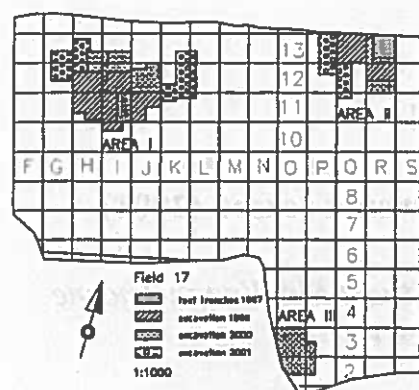 13
12
11
AREA II
AREA I
10
F G H I J K L M N O P Q R S
8
7
6
Field 17
5
test trenches 1997
AREA III 4
excavation 1998
excavation 2000
3
excavation 2001
1:1000
2